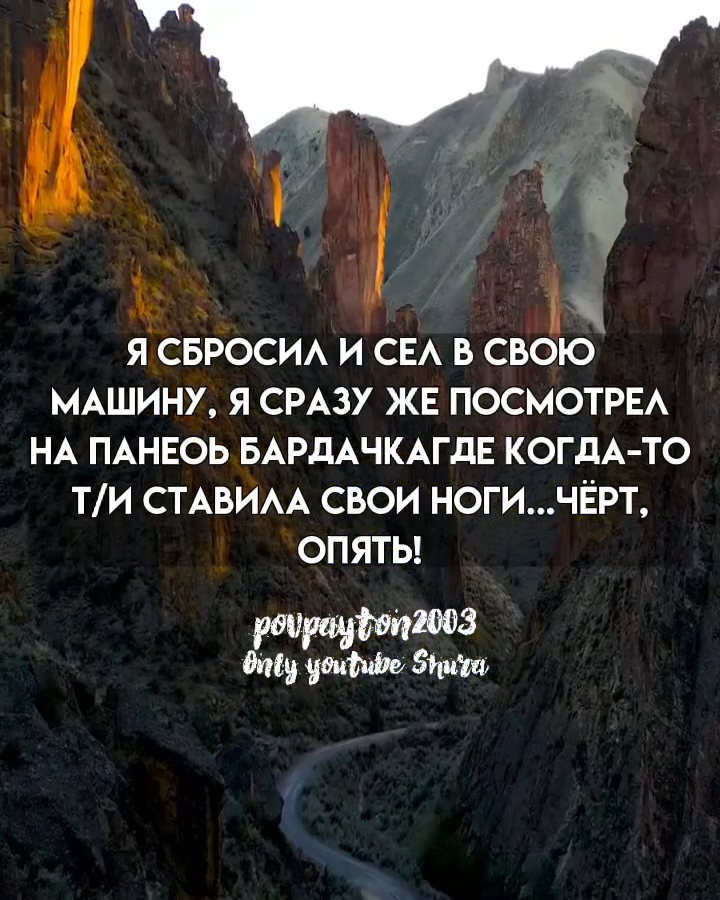 Я СБРОСИЛ И СЕЛ В СВОЮ
МАШИНУ, Я СРАЗУ ЖЕ ПОСМОТРЕЛ
НА ПАНЕОЬ БАРДАЧКАГДЕ КОГДА-ТО
Т/И СТАВИЛА СВОИ НОГИ...ЧЁРТ,
ОПЯТЬ!
povpayton2003
Only youtube Shura